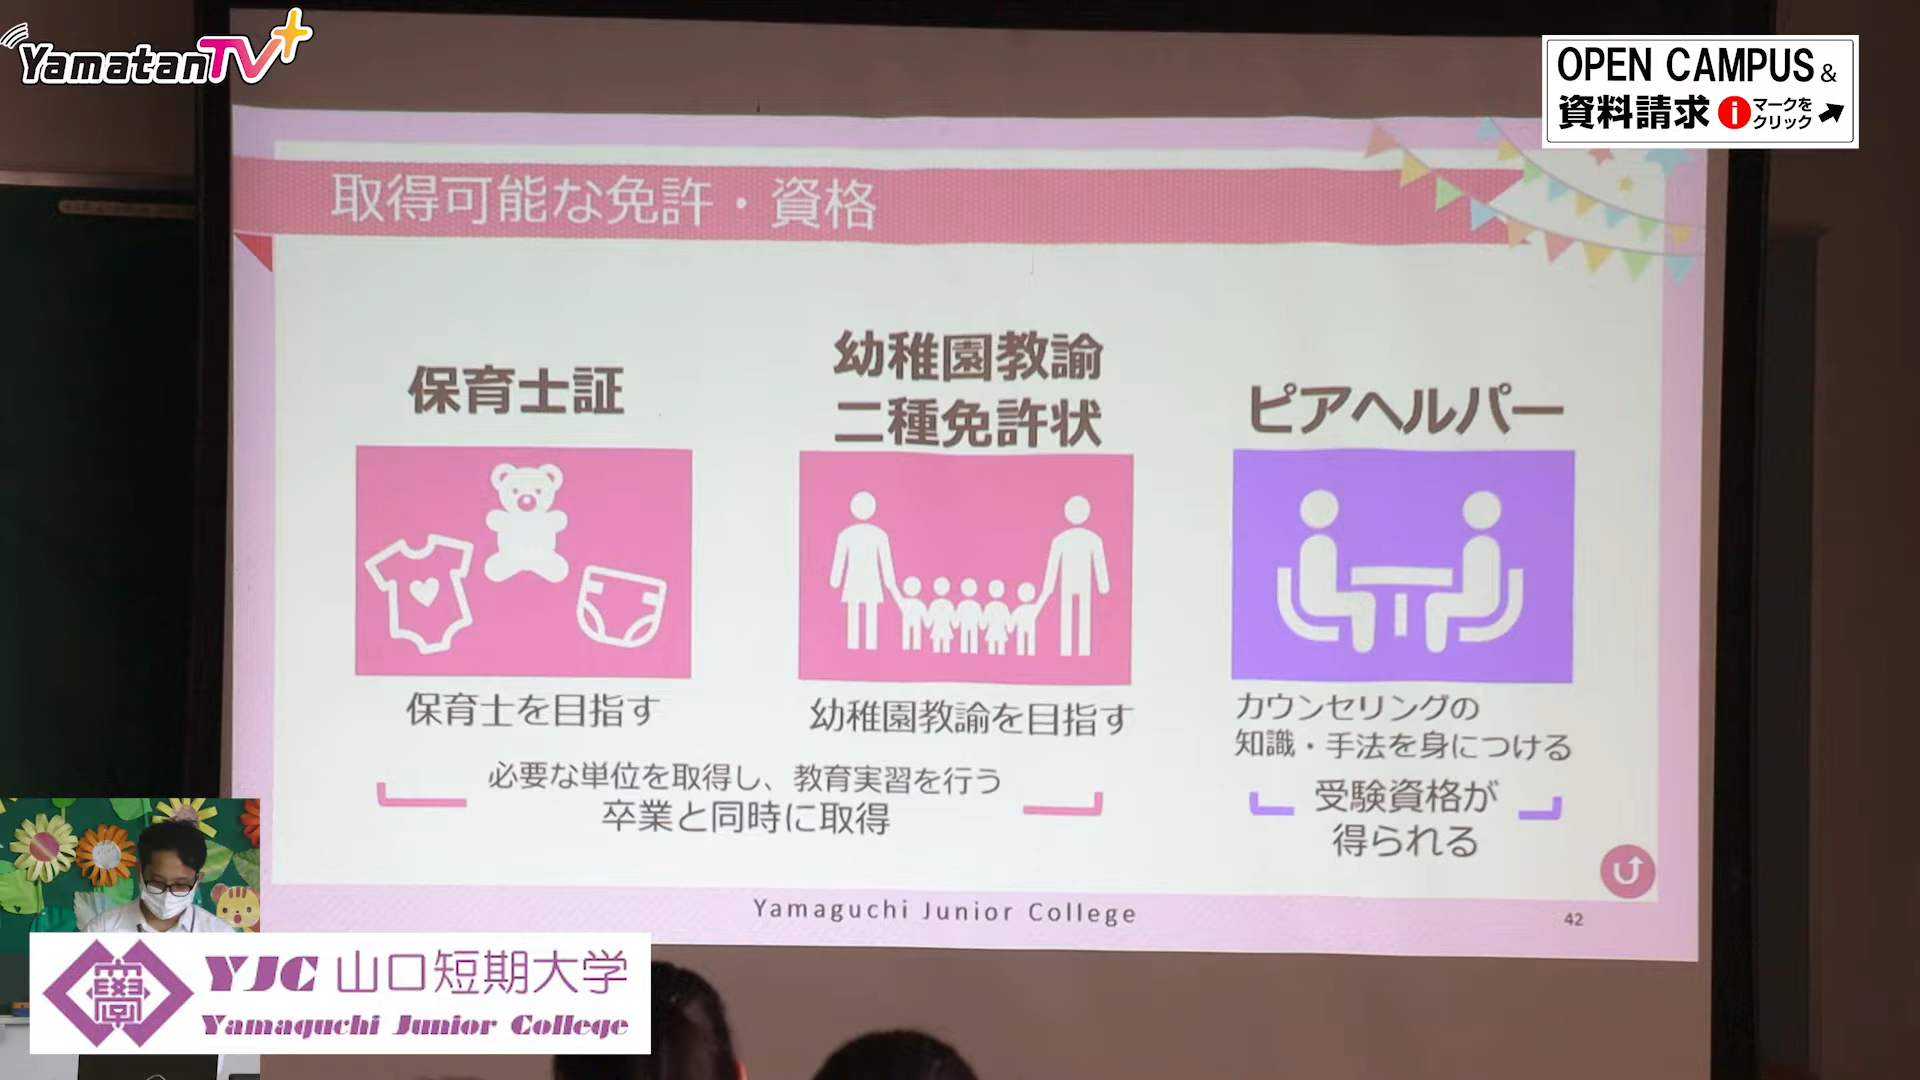 YamatanTV+
OPEN CAMPUS &
資料請求 i マークをクリック
取得可能な免許・資格
保育士証
幼稚園教諭
二種免許状
ピアヘルパー
保育士を目指す
幼稚園教諭を目指す
カウンセリングの
知識・手法を身につける
必要な単位を取得し、教育実習を行う
卒業と同時に取得
受験資格が
得られる
Yamaguchi Junior College
42
YJC 山口短期大学
Yamaguchi Junior College